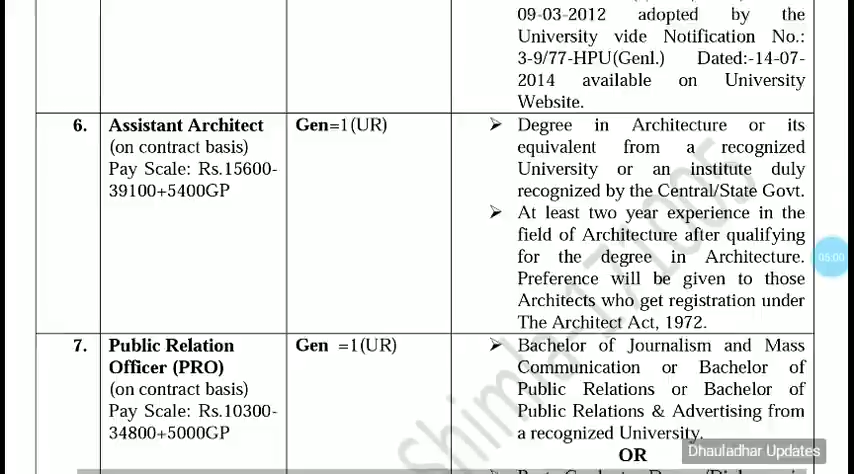 09-03-2012 adopted by the
University vide Notification No.:
3-9/77-HPU(Genl.) Dated:-14-07-
2014 available on University
Website.
6. Assistant Architect
(on contract basis)
Pay Scale: Rs.15600-
39100+5400GP
Gen=1(UR)
➢ Degree in Architecture or its
equivalent from a recognized
University or an institute duly
recognized by the Central/State Govt.
➢ At least two year experience in the
field of Architecture after qualifying
for the degree in Architecture.
Preference will be given to those
Architects who get registration under
The Architect Act, 1972.
7. Public Relation
Officer (PRO)
(on contract basis)
Pay Scale: Rs.10300-
34800+5000GP
Gen =1(UR)
➢ Bachelor of Journalism and Mass
Communication or Bachelor of
Public Relations or Bachelor of
Public Relations & Advertising from
a recognized University.
OR
Shimla-171005
05:00
Dhauladhar Updates